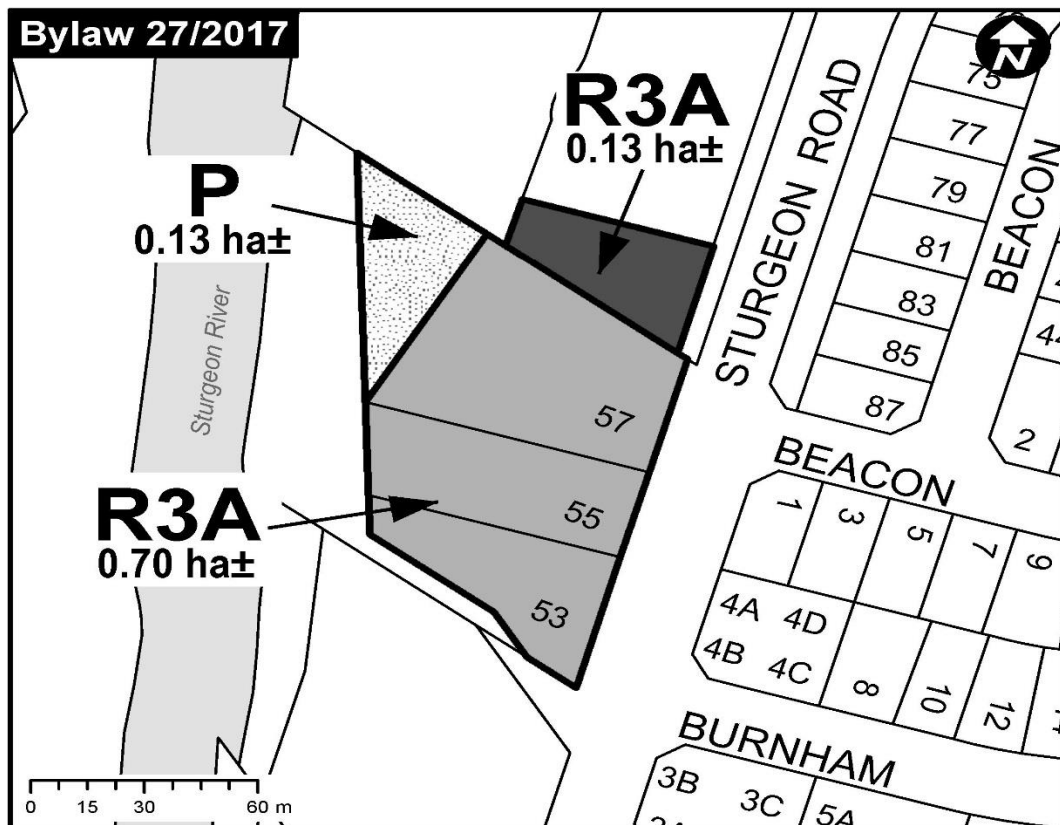 Bylaw 27/2017
N
R3A
0.13 ha±
P
0.13 ha±
STURGEON ROAD
75
77
79
81
83
85
87
BEACON
44
2
Sturgeon River
57
55
53
R3A
0.70 ha±
BEACON
1
3
5
7
9
4A 4D
4B 4C
8
10
12
BURNHAM
3B 3C 5A
0 15 30 60 m